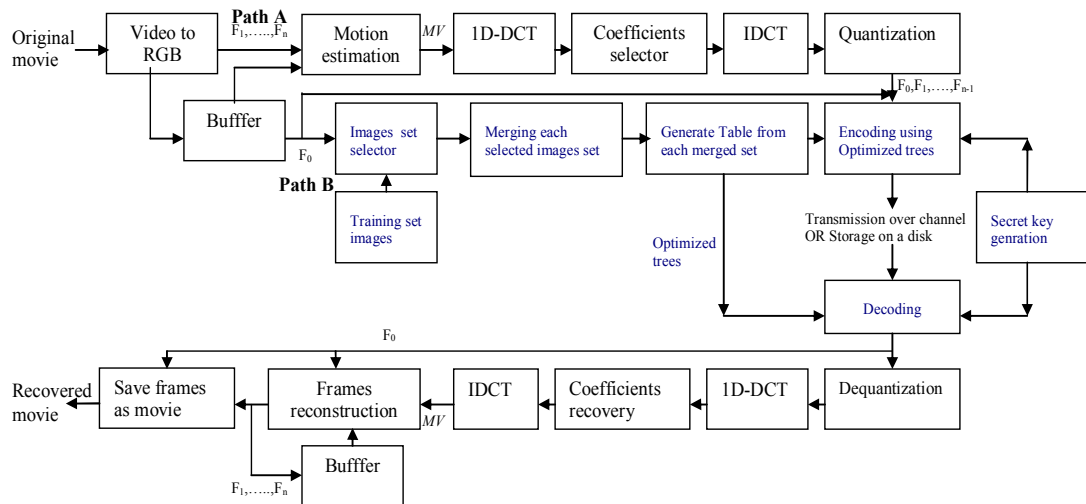 Original movie
Video to RGB
Path A
F1,.....,Fn
Motion estimation
MV
1D-DCT
Coefficients selector
IDCT
Quantization
F0,F1,....,Fn-1
Bufffer
F0
Images set selector
Merging each selected images set
Generate Table from each merged set
Encoding using Optimized trees
Path B
Training set images
Optimized trees
Transmission over channel OR Storage on a disk
Secret key genration
Decoding
F0
Recovered movie
Save frames as movie
Frames reconstruction
MV
IDCT
Coefficients recovery
1D-DCT
Dequantization
Bufffer
F1,.....,Fn